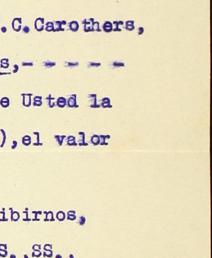 .C.Carothers,
s,- - - - -
e Usted la
),el valor
ibirnos,
S. ,SS. ,